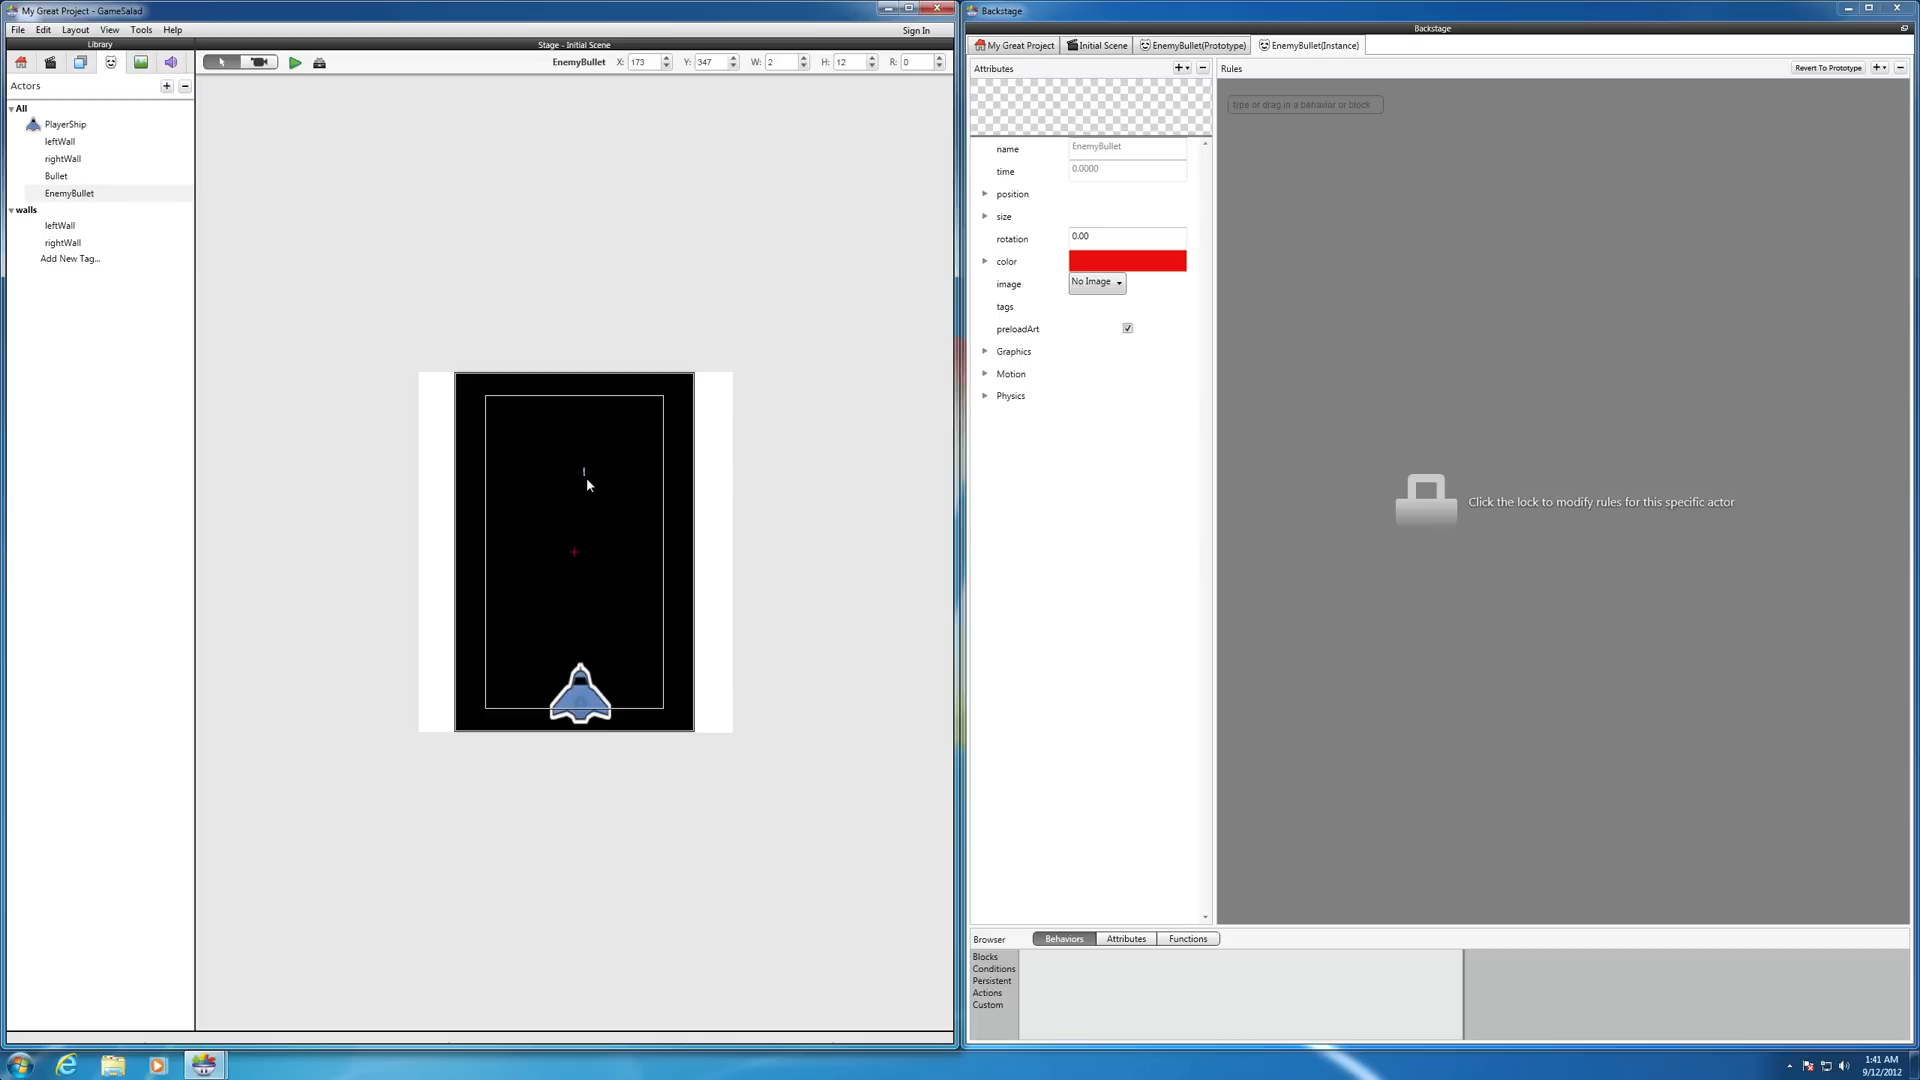 My Great Project - GameSalad
File Edit Layout View Tools Help
Sign In
Library
Stage - Initial Scene
EnemyBullet X: 173 Y: 347 W: 2 H: 12 R: 0
Actors
All
PlayerShip
leftWall
rightWall
Bullet
EnemyBullet
walls
leftWall
rightWall
Add New Tag...
Backstage
Backstage
My Great Project Initial Scene EnemyBullet(Prototype) EnemyBullet(Instance)
Attributes
Rules
Revert To Prototype
type or drag in a behavior or block
name EnemyBullet
time 0.0000
position
size
rotation 0.00
color
image No Image
tags
preloadArt
Graphics
Motion
Physics
Click the lock to modify rules for this specific actor
Browser Behaviors Attributes Functions
Blocks
Conditions
Persistent
Actions
Custom
1:41 AM
9/12/2012